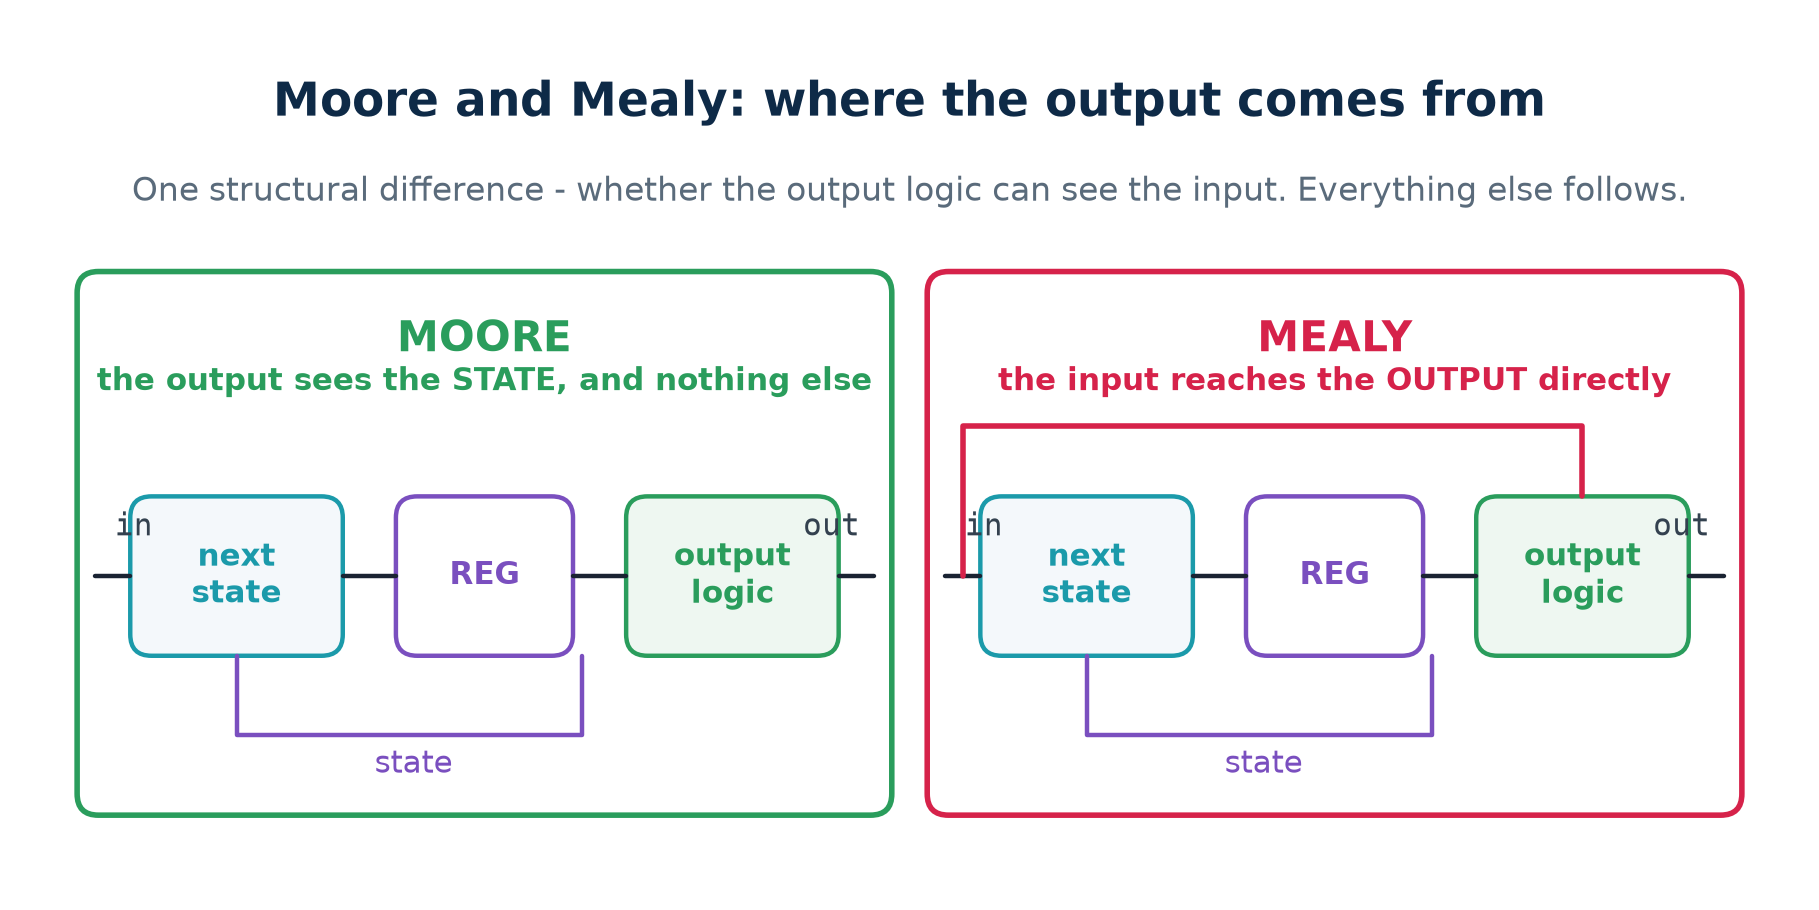 Moore and Mealy: where the output comes from
One structural difference - whether the output logic can see the input. Everything else follows.
MOORE
the output sees the STATE, and nothing else
in
next
state
REG
output
logic
out
state
MEALY
the input reaches the OUTPUT directly
in
next
state
REG
output
logic
out
state